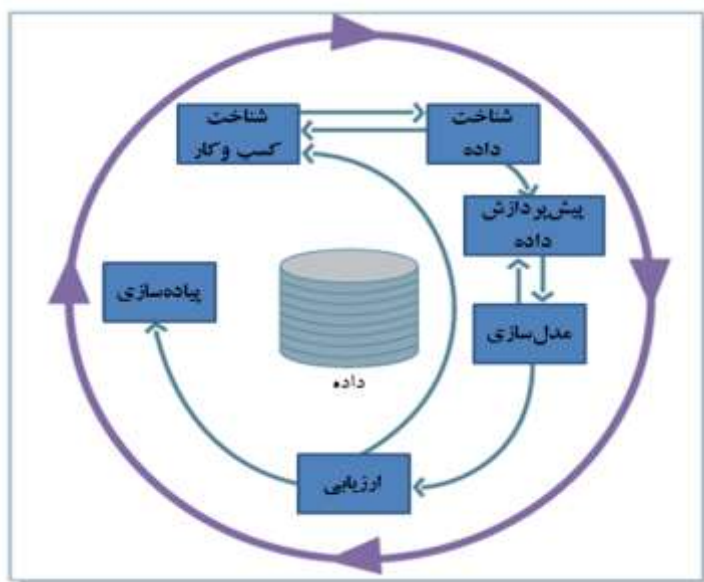 شناخت
کسب و کار
شناخت
داده
پیش‌پردازش
داده
مدل‌سازی
ارزیابی
پیاده‌سازی
داده